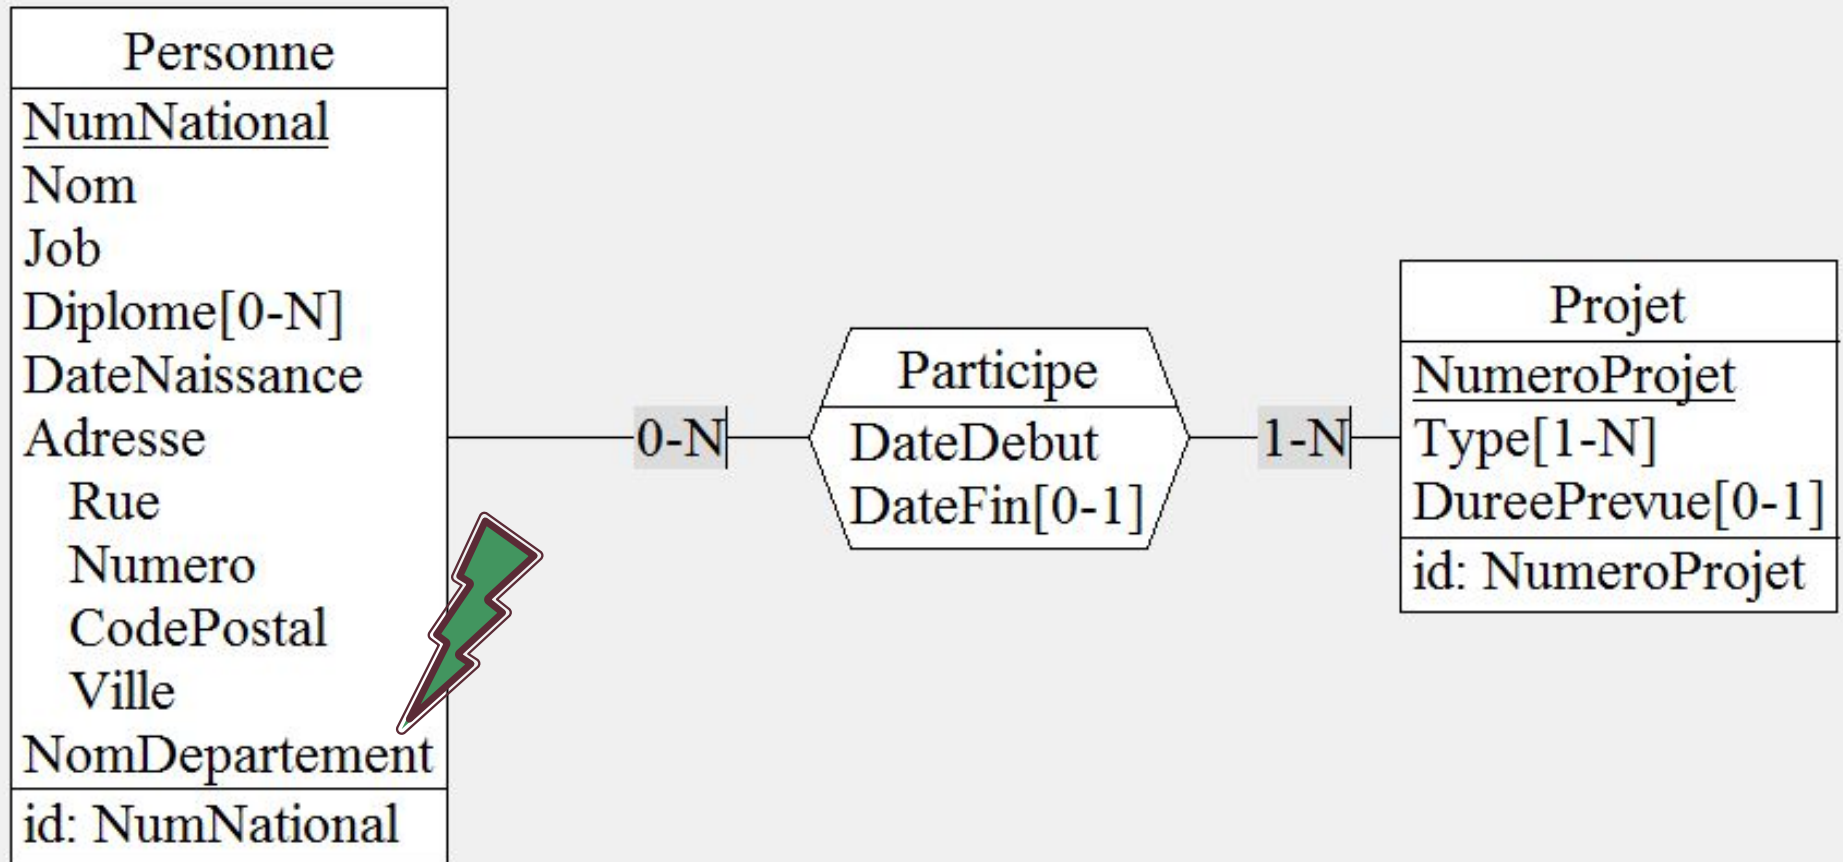 Personne
NumNational
Nom
Job
Diplome[0-N]
DateNaissance
Adresse
Rue
Numero
CodePostal
Ville
NomDepartement
id: NumNational
0-N
Participe
DateDebut
DateFin[0-1]
1-N
Projet
NumeroProjet
Type[1-N]
DureePrevue[0-1]
id: NumeroProjet